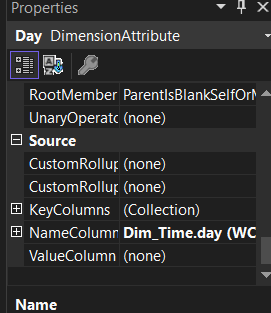 Properties
Day DimensionAttribute
RootMember ParentIsBlankSelfOrM
UnaryOperato (none)
Source
CustomRollup (none)
CustomRollup (none)
KeyColumns (Collection)
NameColumn Dim_Time.day (WC
ValueColumn (none)
Name